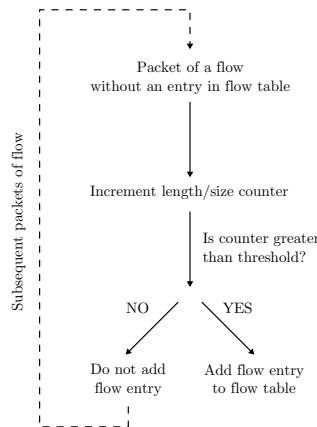 Packet of a flow
without an entry in flow table
Increment length/size counter
Is counter greater
than threshold?
NO
YES
Do not add
flow entry
Add flow entry
to flow table
Subsequent packets of flow